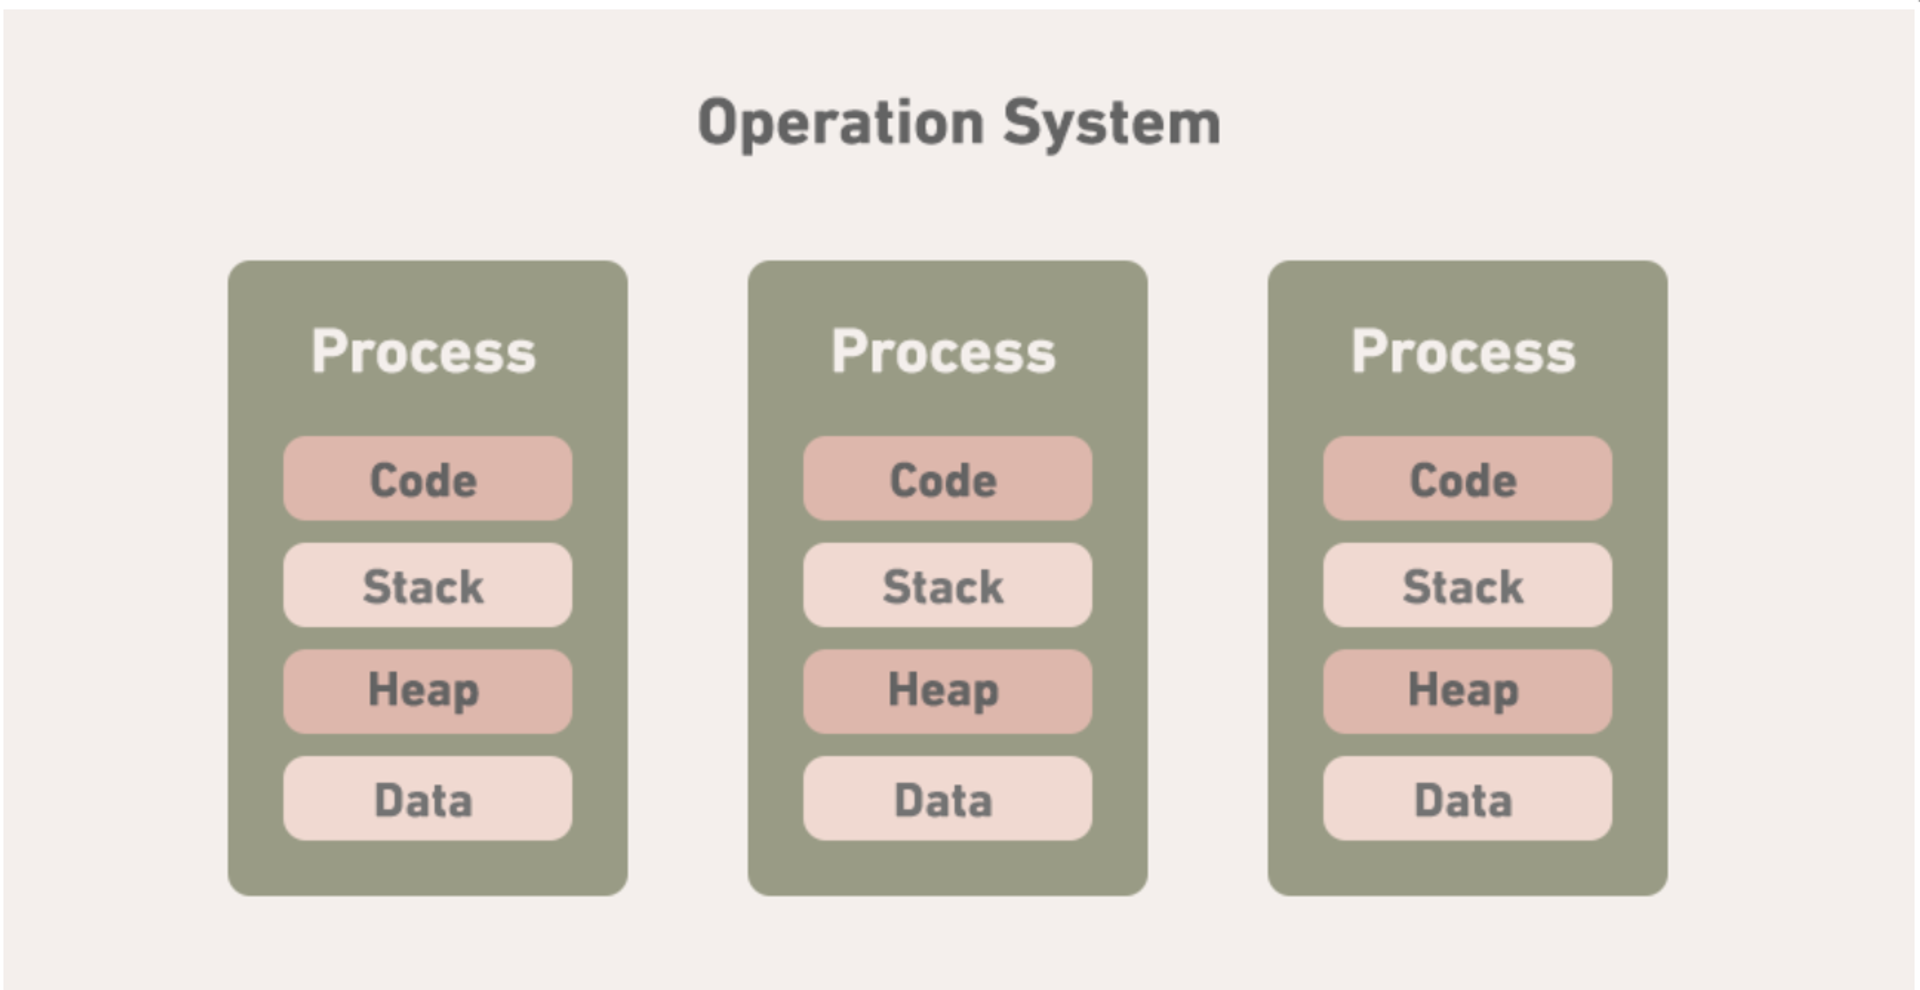 Operation System
Process
Code
Stack
Heap
Data
Process
Code
Stack
Heap
Data
Process
Code
Stack
Heap
Data